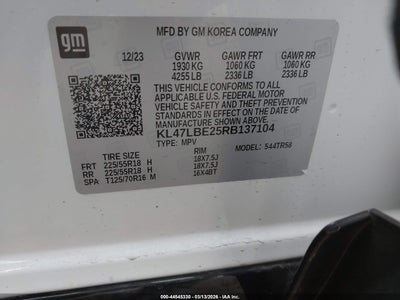 gm
MFD BY GM KOREA COMPANY
12/23 GVWR GAWR FRT GAWR RR
1930 KG 1060 KG 1060 KG
4255 LB 2336 LB 2336 LB
THIS VEHICLE CONFORMS TO ALL
APPLICABLE U.S. FEDERAL MOTOR
VEHICLE SAFETY AND THEFT PREVENTION
STANDARDS IN EFFECT ON THE DATE OF
MANUFACTURE SHOWN ABOVE.
KL47LBE25RB137104
TYPE: MPV MODEL: 544TR58
TIRE SIZE RIM
FRT 225/55R18 H 18X7.5J
RR 225/55R18 H 18X7.5J
SPA T125/70R16 M 16X4BT
000-44545330 - 03/13/2026 - IAA